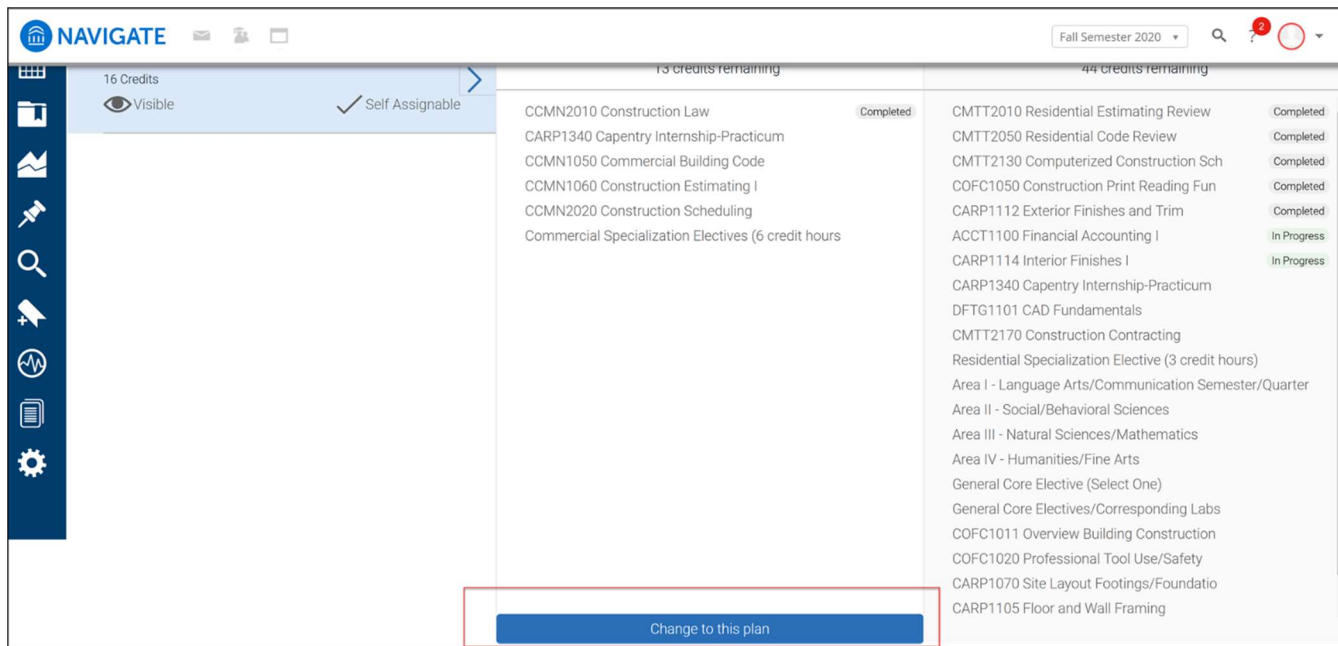 NAVIGATE
Fall Semester 2020
?
2
16 Credits
Visible
Self Assignable
13 credits remaining
CCMN2010 Construction Law Completed
CARP1340 Capentry Internship-Practicum
CCMN1050 Commercial Building Code
CCMN1060 Construction Estimating I
CCMN2020 Construction Scheduling
Commercial Specialization Electives (6 credit hours
Change to this plan
44 credits remaining
CMTT2010 Residential Estimating Review Completed
CMTT2050 Residential Code Review Completed
CMTT2130 Computerized Construction Sch Completed
COFC1050 Construction Print Reading Fun Completed
CARP1112 Exterior Finishes and Trim Completed
ACCT1100 Financial Accounting I In Progress
CARP1114 Interior Finishes I In Progress
CARP1340 Capentry Internship-Practicum
DFTG1101 CAD Fundamentals
CMTT2170 Construction Contracting
Residential Specialization Elective (3 credit hours)
Area I - Language Arts/Communication Semester/Quarter
Area II - Social/Behavioral Sciences
Area III - Natural Sciences/Mathematics
Area IV - Humanities/Fine Arts
General Core Elective (Select One)
General Core Electives/Corresponding Labs
COFC1011 Overview Building Construction
COFC1020 Professional Tool Use/Safety
CARP1070 Site Layout Footings/Foundatio
CARP1105 Floor and Wall Framing